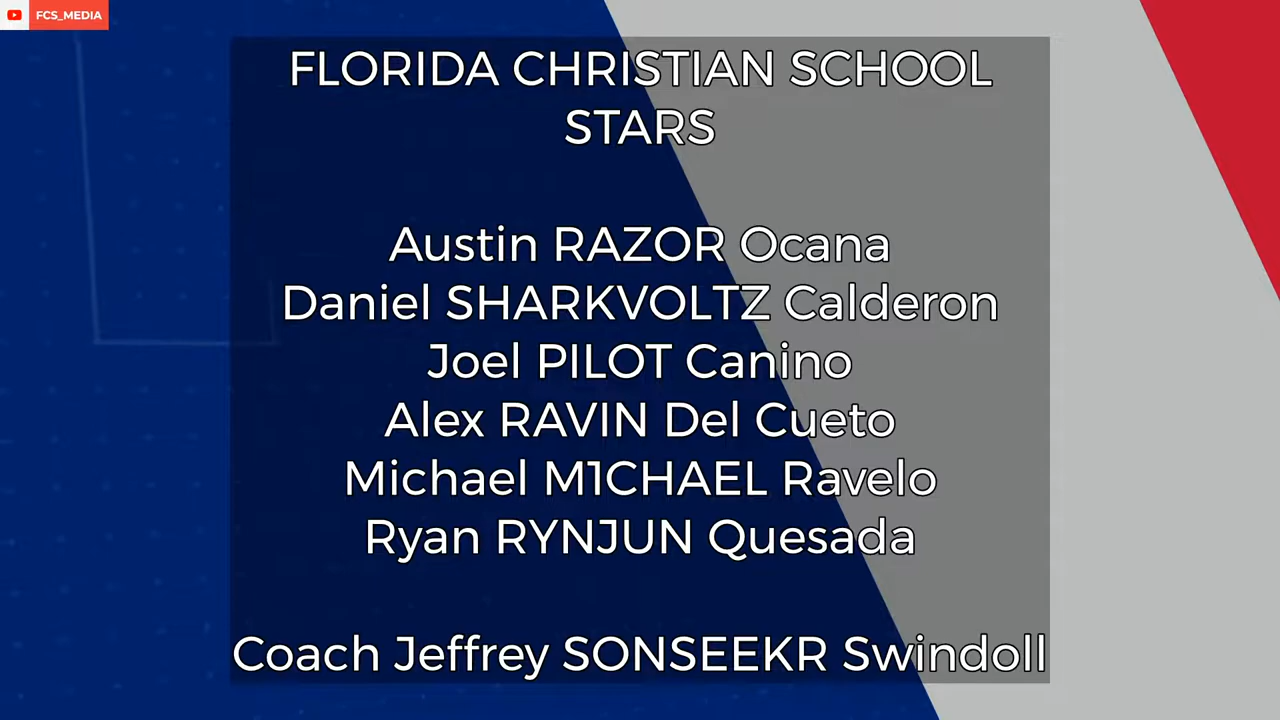 FCS_MEDIA
FLORIDA CHRISTIAN SCHOOL
STARS
Austin RAZOR Ocana
Daniel SHARKVOLTZ Calderon
Joel PILOT Canino
Alex RAVIN Del Cueto
Michael M1CHAEL Ravelo
Ryan RYNJUN Quesada
Coach Jeffrey SONSEEKR Swindoll